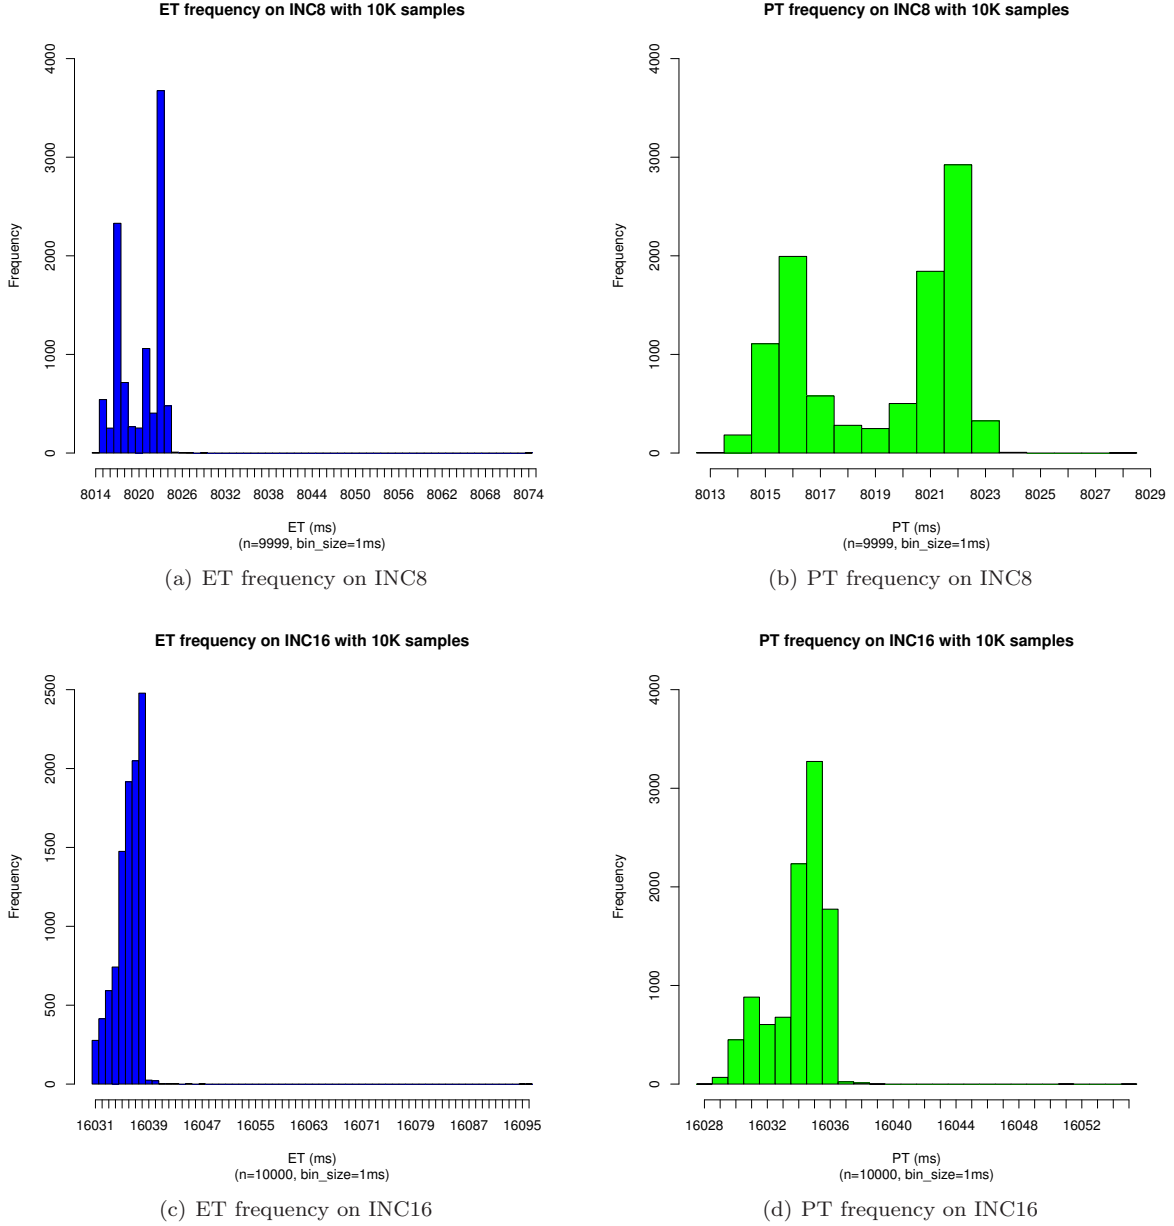 ET frequency on INC8 with 10K samples
Frequency
0 1000 2000 3000 4000
8014 8020 8026 8032 8038 8044 8050 8056 8062 8068 8074
ET (ms)
(n=9999, bin_size=1ms)
(a) ET frequency on INC8
PT frequency on INC8 with 10K samples
Frequency
0 1000 2000 3000 4000
8013 8015 8017 8019 8021 8023 8025 8027 8029
PT (ms)
(n=9999, bin_size=1ms)
(b) PT frequency on INC8
ET frequency on INC16 with 10K samples
Frequency
0 500 1000 1500 2000 2500
16031 16039 16047 16055 16063 16071 16079 16087 16095
ET (ms)
(n=10000, bin_size=1ms)
(c) ET frequency on INC16
PT frequency on INC16 with 10K samples
Frequency
0 1000 2000 3000 4000
16028 16032 16036 16040 16044 16048 16052
PT (ms)
(n=10000, bin_size=1ms)
(d) PT frequency on INC16